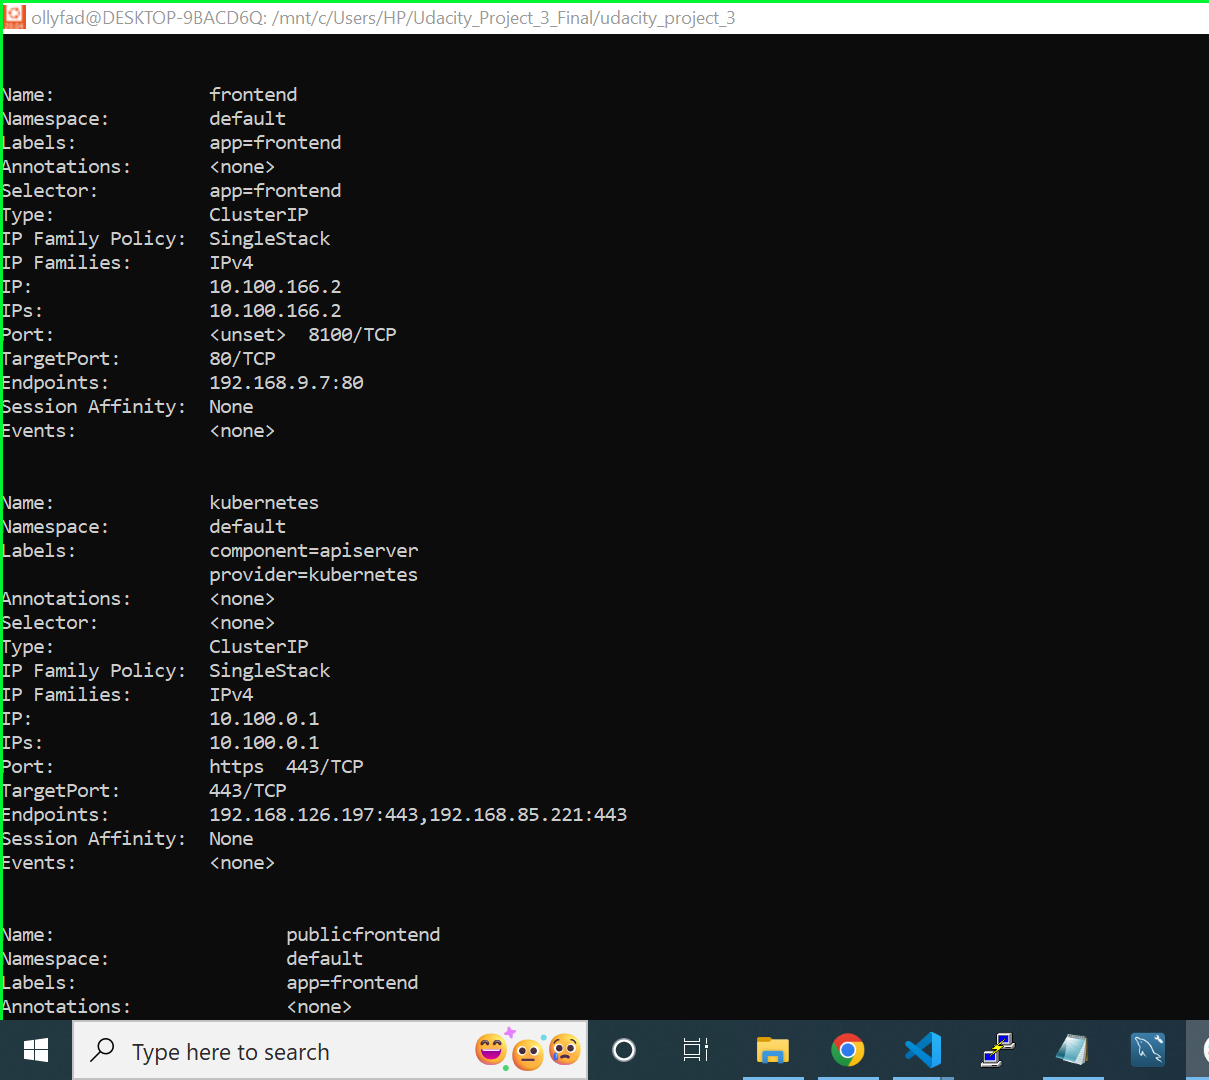 ollyfad@DESKTOP-9BACD6Q: /mnt/c/Users/HP/Udacity_Project_3_Final/udacity_project_3
Name: frontend
Namespace: default
Labels: app=frontend
Annotations: <none>
Selector: app=frontend
Type: ClusterIP
IP Family Policy: SingleStack
IP Families: IPv4
IP: 10.100.166.2
IPs: 10.100.166.2
Port: <unset> 8100/TCP
TargetPort: 80/TCP
Endpoints: 192.168.9.7:80
Session Affinity: None
Events: <none>
Name: kubernetes
Namespace: default
Labels: component=apiserver
provider=kubernetes
Annotations: <none>
Selector: <none>
Type: ClusterIP
IP Family Policy: SingleStack
IP Families: IPv4
IP: 10.100.0.1
IPs: 10.100.0.1
Port: https 443/TCP
TargetPort: 443/TCP
Endpoints: 192.168.126.197:443,192.168.85.221:443
Session Affinity: None
Events: <none>
Name: publicfrontend
Namespace: default
Labels: app=frontend
Annotations: <none>
Type here to search